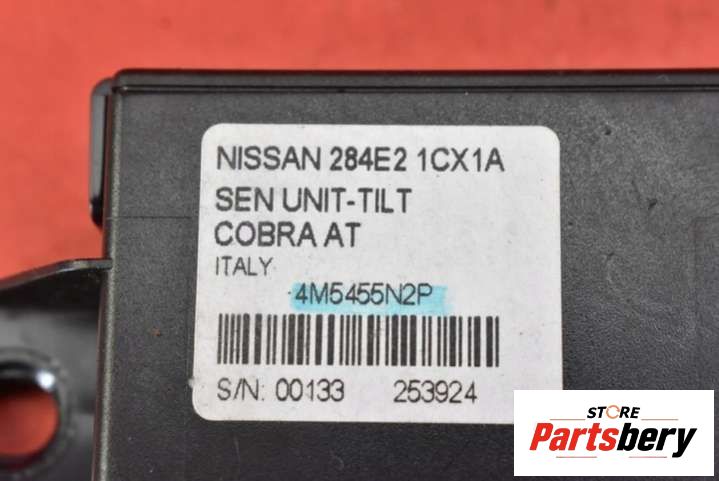 NISSAN 284E2 1CX1A
SEN UNIT-TILT
COBRA AT
ITALY
4M5455N2P
S/N: 00133 253924
STORE
Partsbery